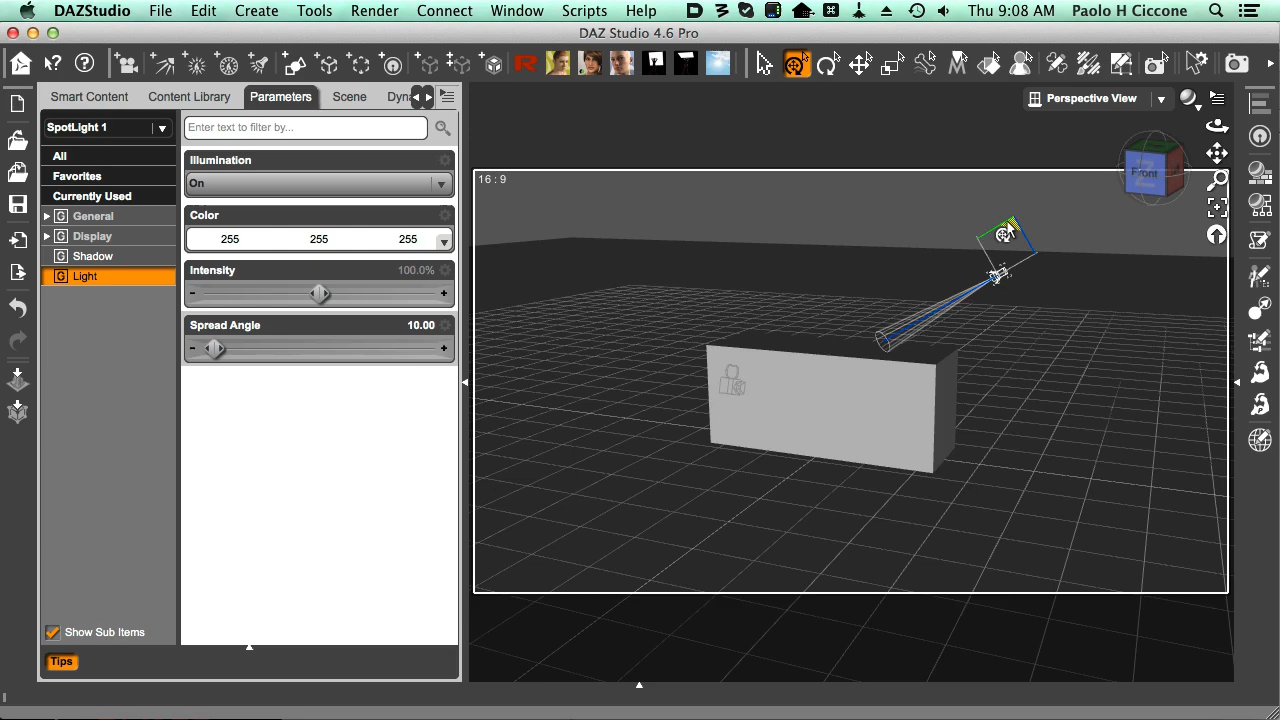 DAZStudio File Edit Create Tools Render Connect Window Scripts Help Thu 9:08 AM Paolo H Ciccone
DAZ Studio 4.6 Pro
Smart Content Content Library Parameters Scene Dyna
Perspective View
SpotLight 1
Enter text to filter by...
All
Favorites
Currently Used
G General
G Display
G Shadow
G Light
Illumination
On
Color
255 255 255
Intensity 100.0%
Spread Angle 10.00
16 : 9
Front
Show Sub Items
Tips